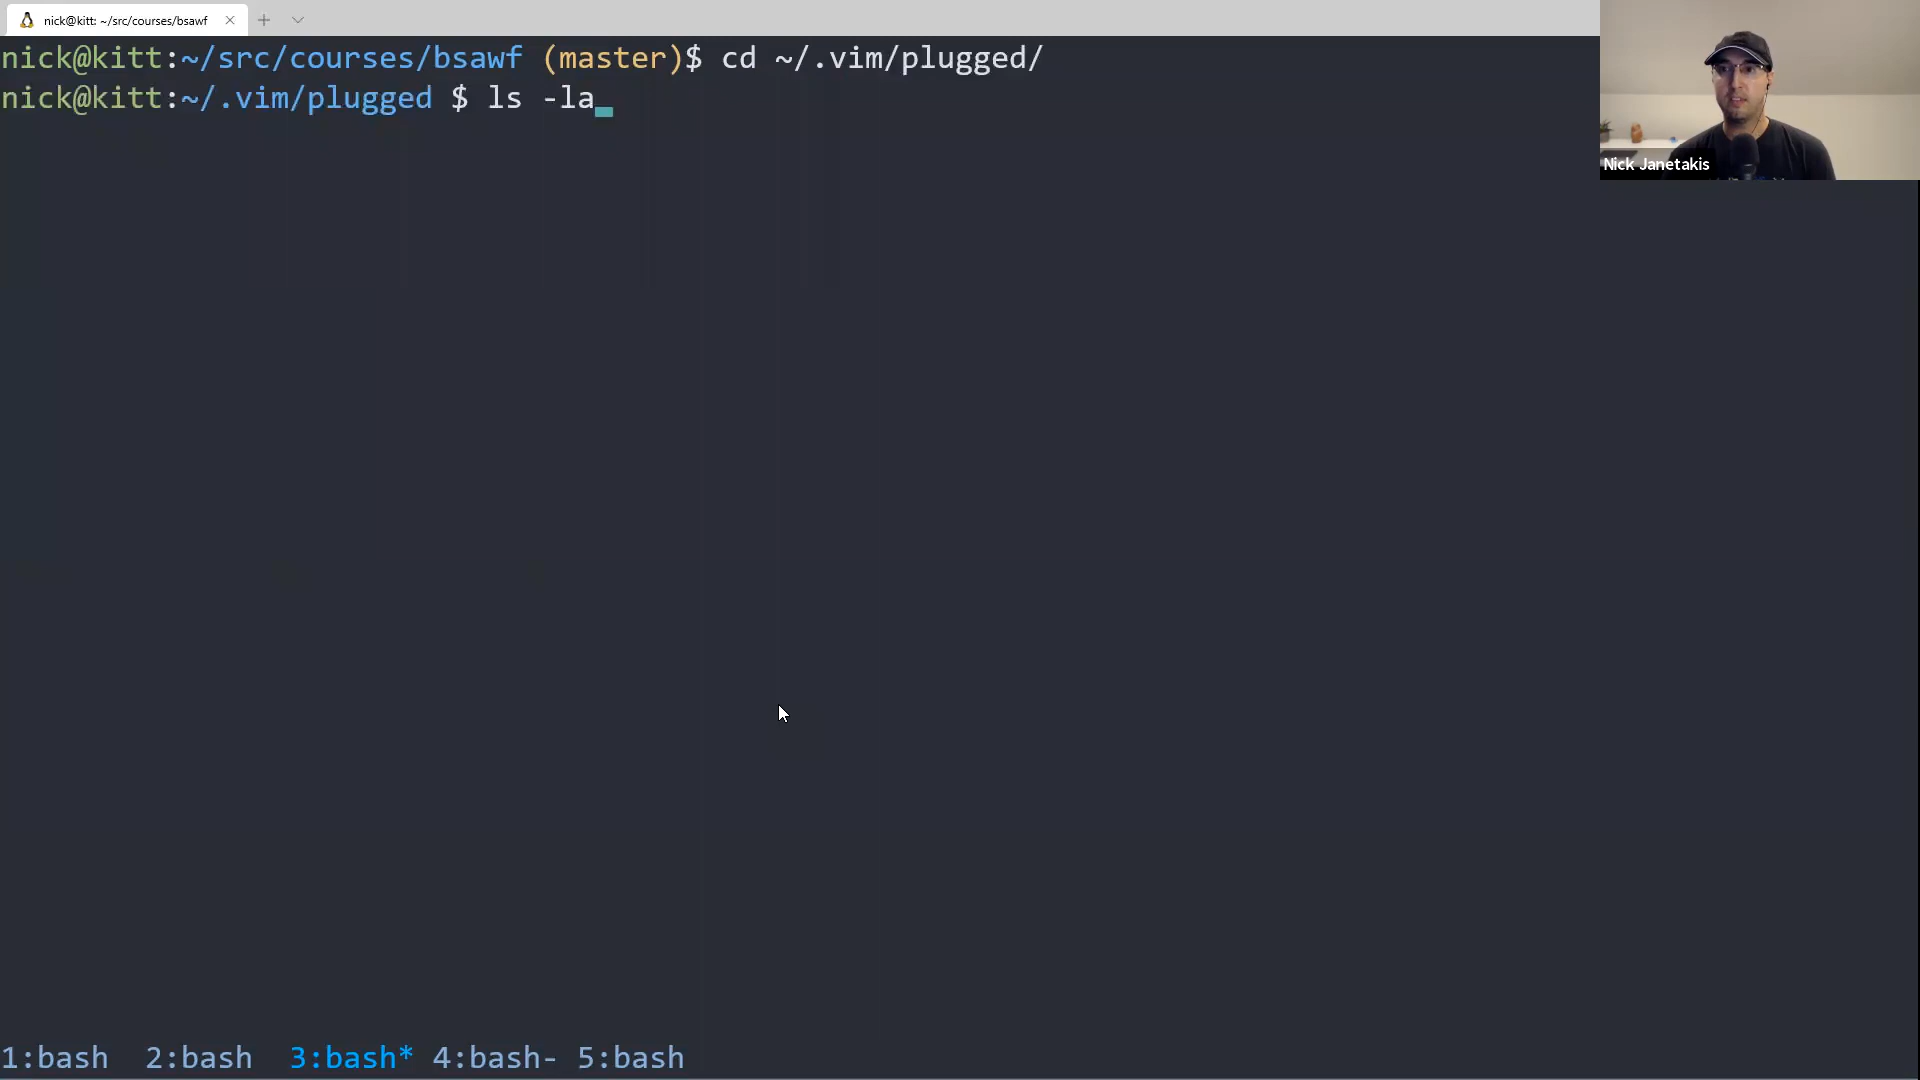 nick@kitt: ~/src/courses/bsawf
nick@kitt:~/src/courses/bsawf (master)$ cd ~/.vim/plugged/
nick@kitt:~/.vim/plugged $ ls -la
Nick Janetakis
1:bash 2:bash 3:bash* 4:bash- 5:bash